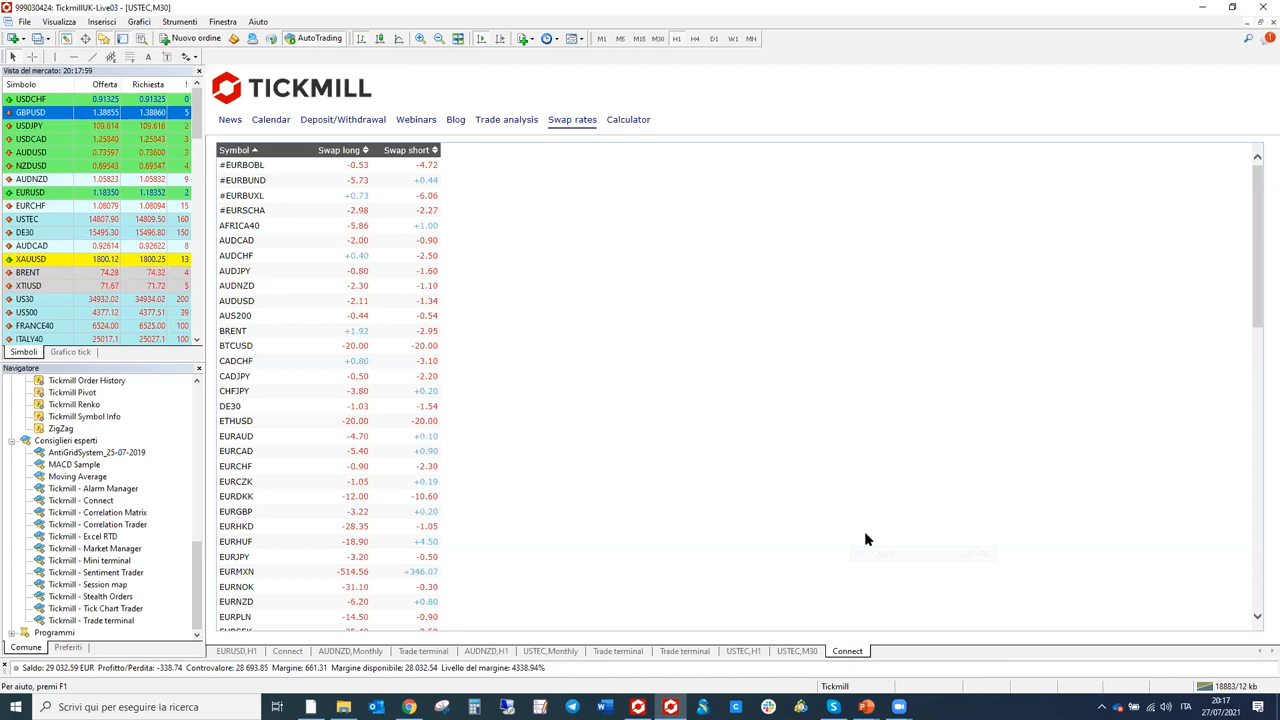 999030424: TickmillUK-Live03 - [USTEC,M30]
File Visualizza Inserisci Grafici Strumenti Finestra Aiuto
Nuovo ordine AutoTrading M1 M5 M15 M30 H1 H4 D1 W1 MN
Vista del mercato: 20:17:59
Simbolo Offerta Richiesta !
USDCHF 0.91325 0.91325 0
GBPUSD 1.38855 1.38860 5
USDJPY 109.614 109.616 2
USDCAD 1.25840 1.25843 3
AUDUSD 0.73597 0.73600 3
NZDUSD 0.69543 0.69547 4
AUDNZD 1.05823 1.05832 9
EURUSD 1.18350 1.18352 2
EURCHF 1.08079 1.08094 15
USTEC 14807.90 14809.50 160
DE30 15495.30 15496.80 150
AUDCAD 0.92614 0.92622 8
XAUUSD 1800.12 1800.25 13
BRENT 74.28 74.32 4
XTIUSD 71.67 71.72 5
US30 34932.02 34934.02 200
US500 4377.12 4377.51 39
FRANCE40 6524.00 6525.00 100
ITALY40 25017.1 25027.1 100
Simboli Grafico tick
Navigatore
Tickmill Order History
Tickmill Pivot
Tickmill Renko
Tickmill Symbol Info
ZigZag
Consiglieri esperti
AntiGridSystem_25-07-2019
MACD Sample
Moving Average
Tickmill - Alarm Manager
Tickmill - Connect
Tickmill - Correlation Matrix
Tickmill - Correlation Trader
Tickmill - Excel RTD
Tickmill - Market Manager
Tickmill - Mini terminal
Tickmill - Sentiment Trader
Tickmill - Session map
Tickmill - Stealth Orders
Tickmill - Tick Chart Trader
Tickmill - Trade terminal
Programmi
Comune Preferiti
TICKMILL
News Calendar Deposit/Withdrawal Webinars Blog Trade analysis Swap rates Calculator
Symbol Swap long Swap short
#EURBOBL -0.53 -4.72
#EURBUND -5.73 +0.44
#EURBUXL +0.73 -6.06
#EURSCHA -2.98 -2.27
AFRICA40 -5.86 +1.00
AUDCAD -2.00 -0.90
AUDCHF +0.40 -2.50
AUDJPY -0.80 -1.60
AUDNZD -2.30 -1.10
AUDUSD -2.11 -1.34
AUS200 -0.44 -0.54
BRENT +1.92 -2.95
BTCUSD -20.00 -20.00
CADCHF +0.80 -3.10
CADJPY -0.50 -2.20
CHFJPY -3.80 +0.20
DE30 -1.03 -1.54
ETHUSD -20.00 -20.00
EURAUD -4.70 +0.10
EURCAD -5.40 +0.90
EURCHF -0.90 -2.30
EURCZK -1.05 +0.19
EURDKK -12.00 -10.60
EURGBP -3.22 +0.20
EURHKD -28.35 -1.05
EURHUF -18.90 +4.50
EURJPY -3.20 -0.50
EURMXN -514.56 +346.07
EURNOK -31.10 -0.30
EURNZD -6.20 +0.80
EURPLN -14.50 -0.90
EURUSD,H1 Connect AUDNZD,Monthly Trade terminal AUDNZD,H1 USTEC,Monthly Trade terminal Trade terminal USTEC,H1 USTEC,M30 Connect
Saldo: 29 032.59 EUR Profitto/Perdita: -338.74 Controvalore: 28 693.85 Margine: 661.31 Margine disponibile: 28 032.54 Livello del margine: 4338.94%
Per aiuto, premi F1 Tickmill 18883/12 kb
Scrivi qui per eseguire la ricerca ITA 20:17
27/07/2021